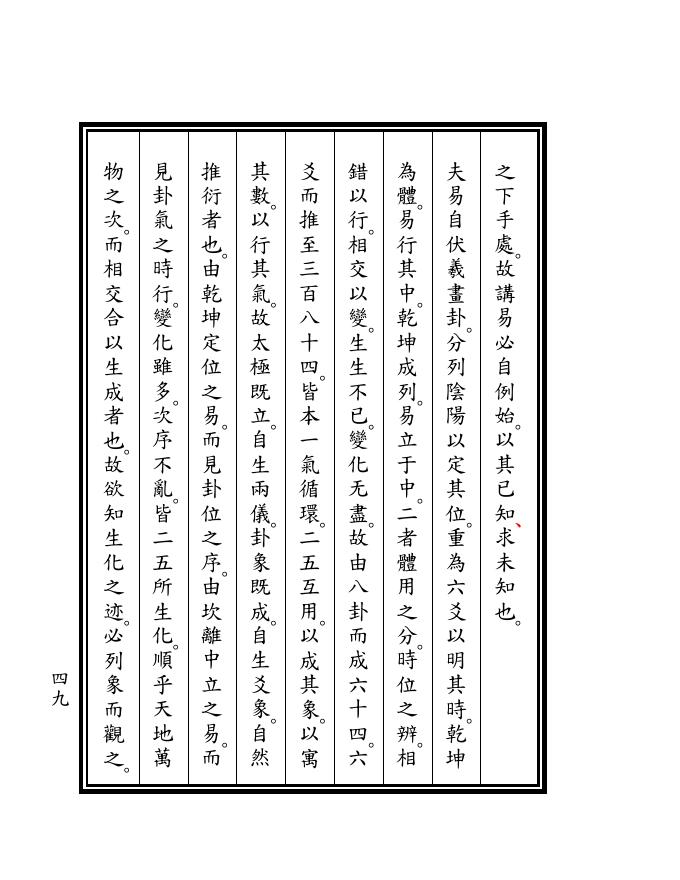 之下手處。故講易必自例始。以其已知、求未知也。
夫易自伏羲畫卦。分列陰陽以定其位。重為六爻以明其時。乾坤
為體。易行其中。乾坤成列。易立于中。二者體用之分。時位之辨。相
錯以行。相交以變。生生不已。變化无盡。故由八卦而成六十四。六
爻而推至三百八十四。皆本一氣循環。二五互用。以成其象。以寓
其數。以行其氣。故太極既立。自生兩儀。卦象既成。自生爻象。自然
推衍者也。由乾坤定位之易。而見卦位之序。由坎離中立之易。而
見卦氣之時行。變化雖多。次序不亂。皆二五所生化。順乎天地萬
物之次。而相交合以生成者也。故欲知生化之迹。必列象而觀之。
四九